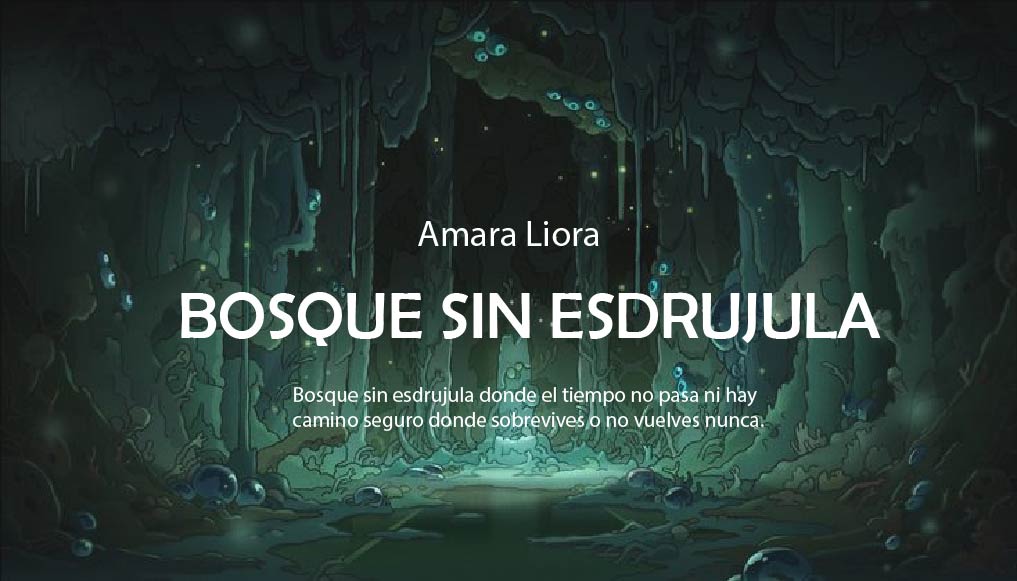 Amara Liora
BOSQUE SIN ESDRUJULA
Bosque sin esdrujula donde el tiempo no pasa ni hay
camino seguro donde sobrevives o no vuelves nunca.